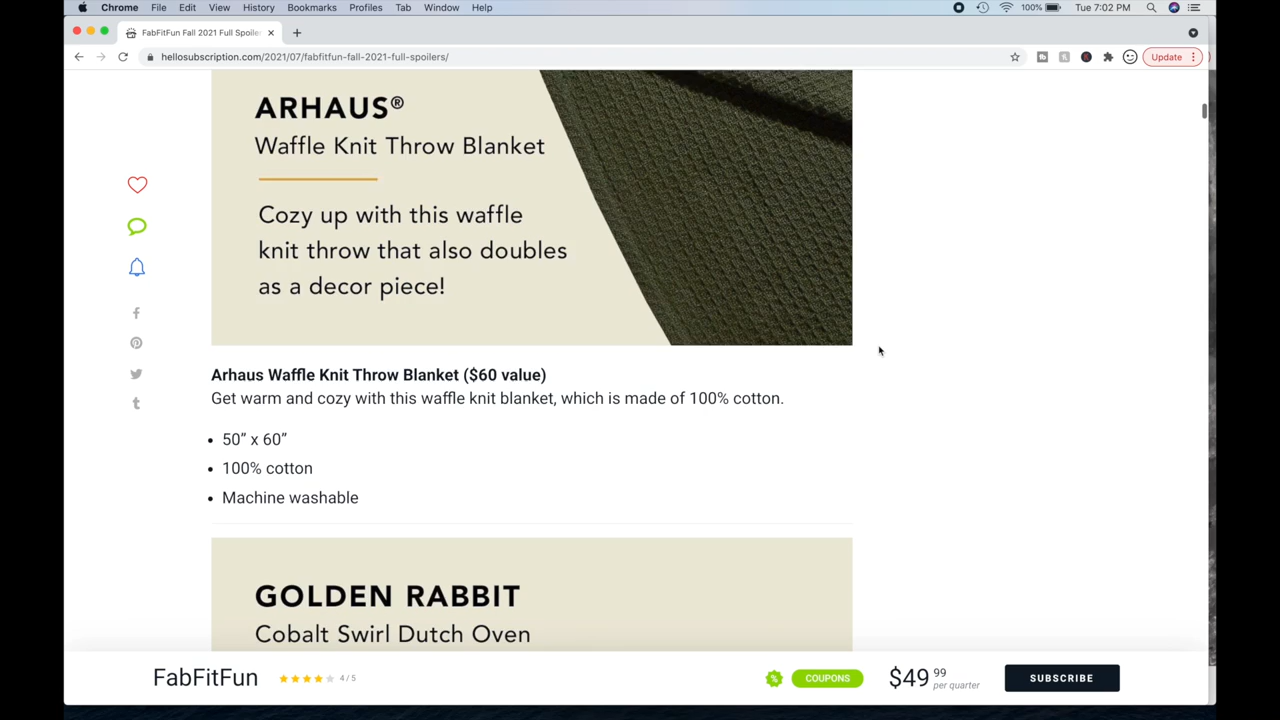 Chrome File Edit View History Bookmarks Profiles Tab Window Help 100% Tue 7:02 PM
FabFitFun Fall 2021 Full Spoile
hellosubscription.com/2021/07/fabfitfun-fall-2021-full-spoilers/ Update
ARHAUS®
Waffle Knit Throw Blanket
Cozy up with this waffle
knit throw that also doubles
as a decor piece!
Arhaus Waffle Knit Throw Blanket ($60 value)
Get warm and cozy with this waffle knit blanket, which is made of 100% cotton.
• 50” x 60”
• 100% cotton
• Machine washable
GOLDEN RABBIT
Cobalt Swirl Dutch Oven
FabFitFun 4 / 5 COUPONS $49 99 per quarter SUBSCRIBE